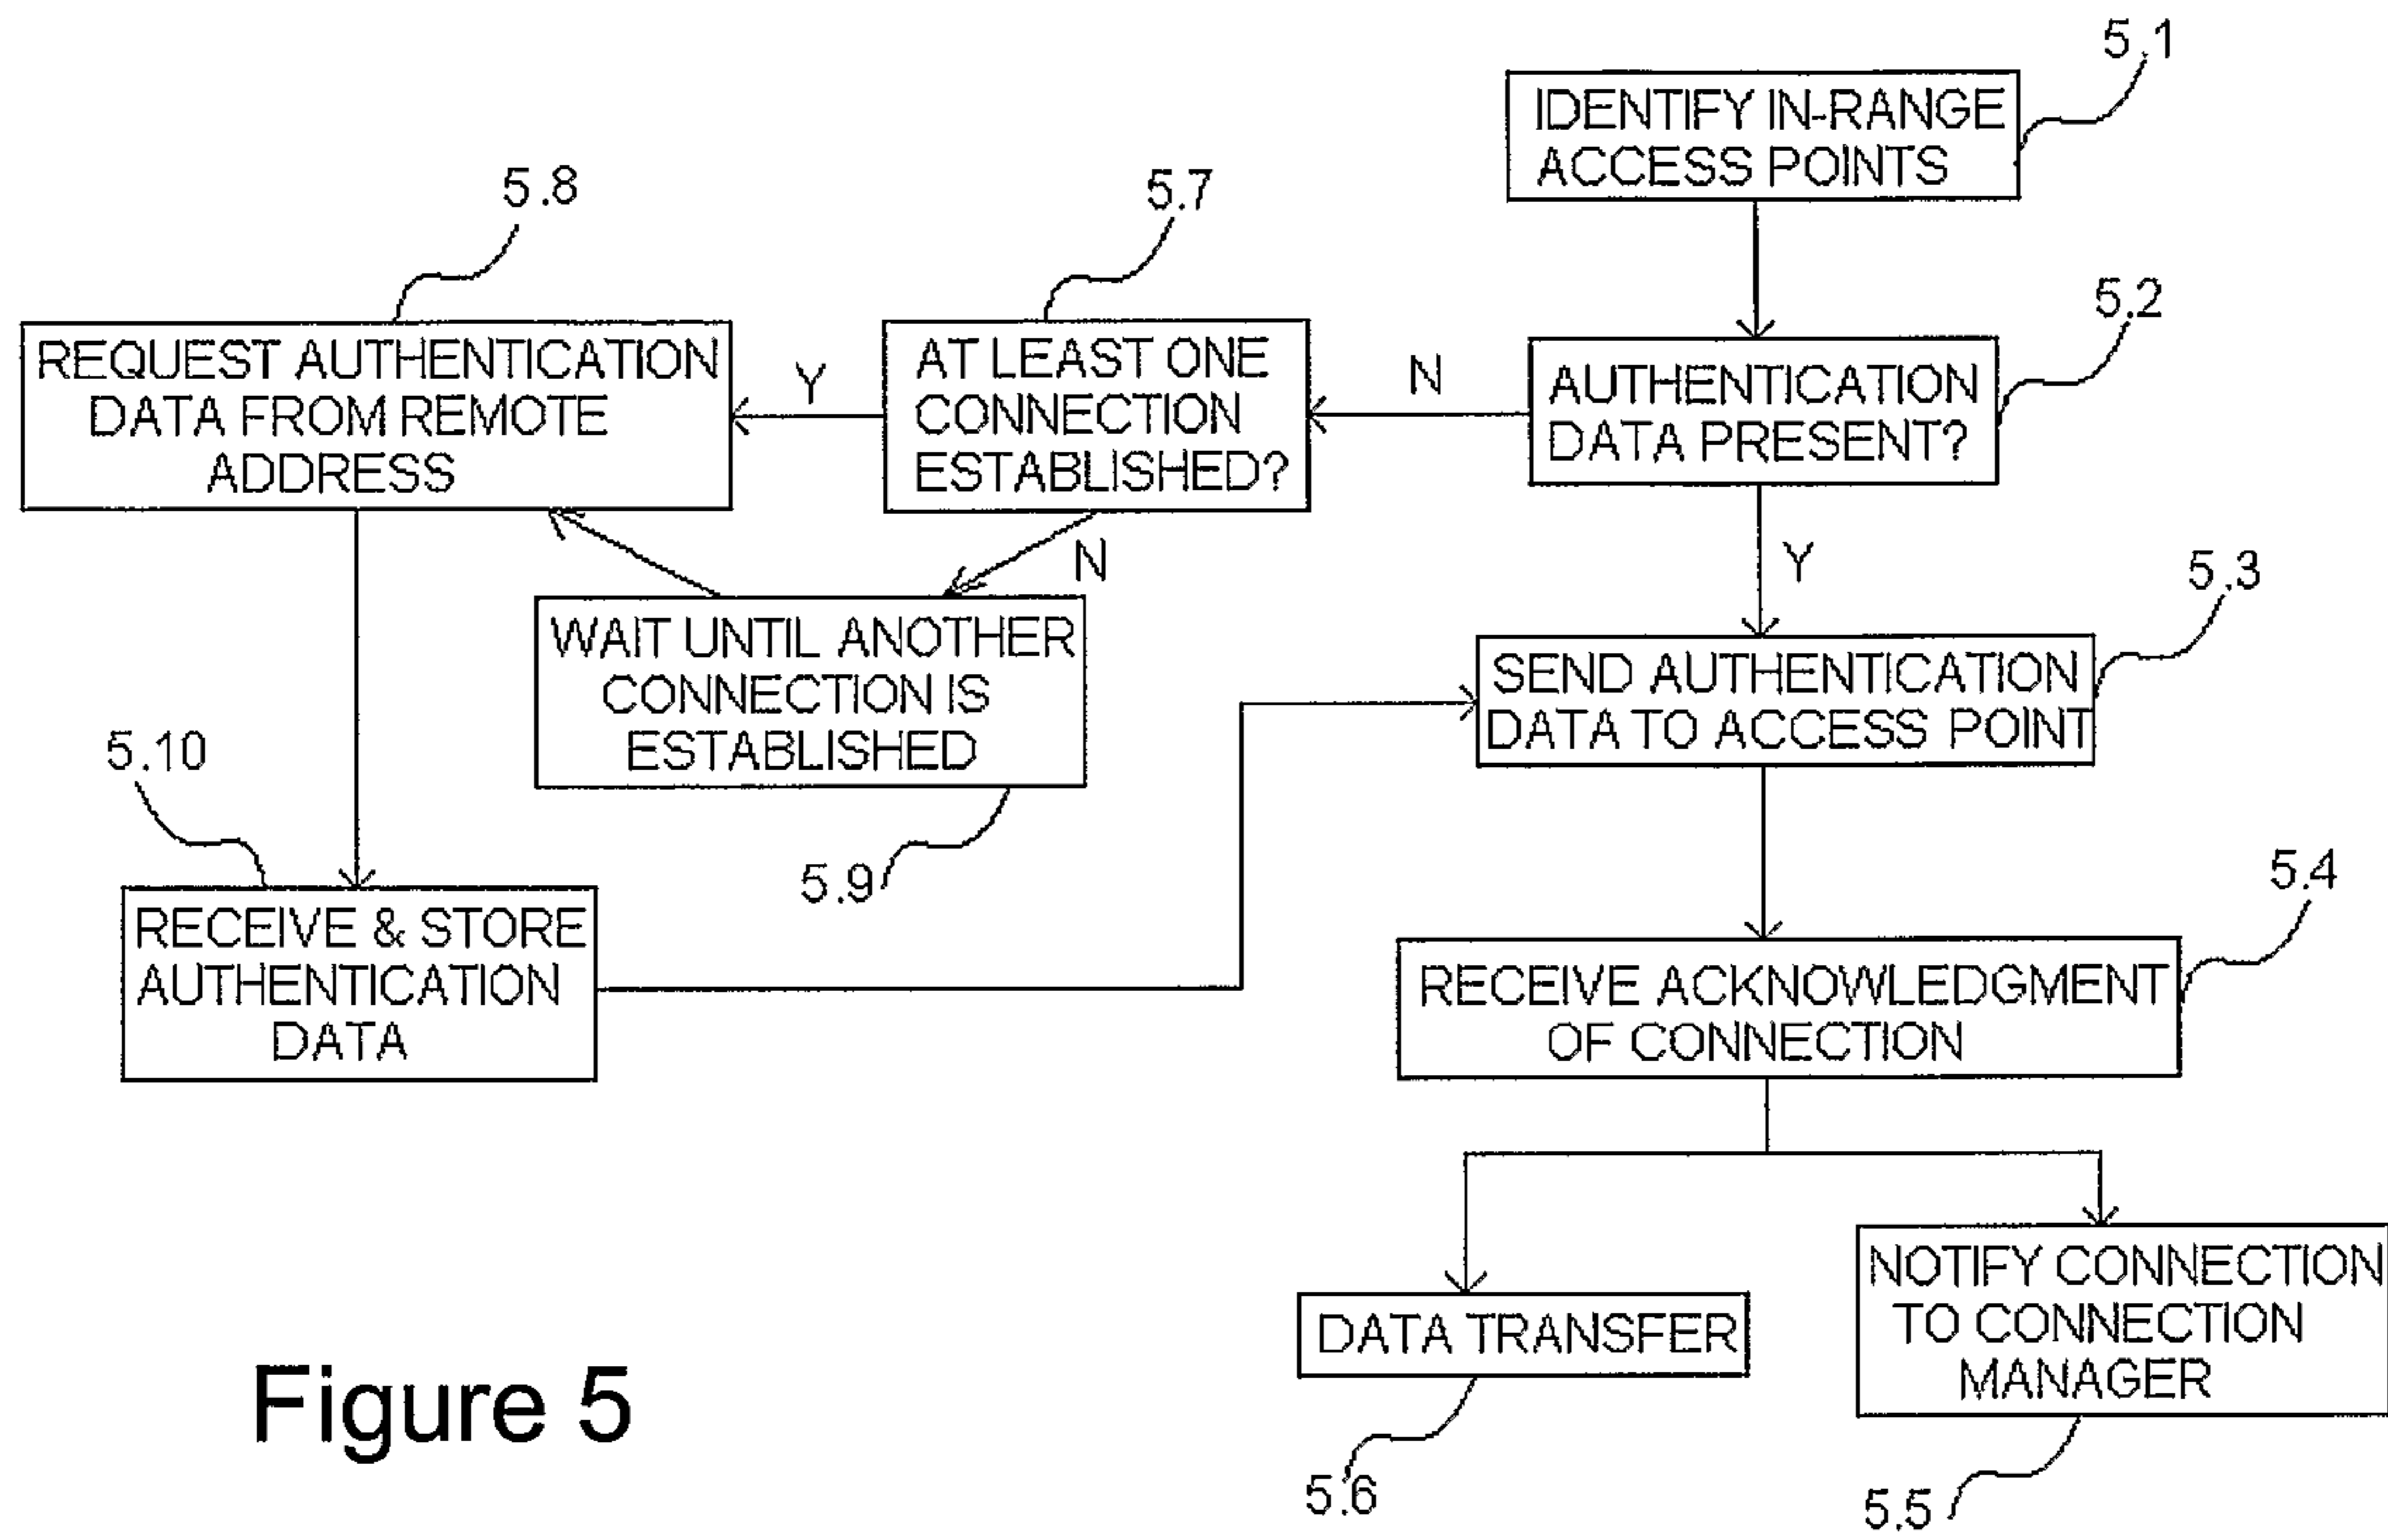 5.1
IDENTIFY IN-RANGE
ACCESS POINTS
5.8
5.7
5.2
REQUEST AUTHENTICATION
DATA FROM REMOTE
ADDRESS
Y
AT LEAST ONE
CONNECTION
ESTABLISHED?
N
AUTHENTICATION
DATA PRESENT?
N
Y
5.3
WAIT UNTIL ANOTHER
CONNECTION IS
ESTABLISHED
SEND AUTHENTICATION
DATA TO ACCESS POINT
5.10
5.9
5.4
RECEIVE & STORE
AUTHENTICATION
DATA
RECEIVE ACKNOWLEDGMENT
OF CONNECTION
DATA TRANSFER
NOTIFY CONNECTION
TO CONNECTION
MANAGER
5.6
5.5
Figure 5